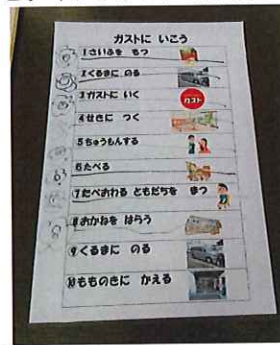 ガストに いこう
1さいふを もつ
2くるまに のる
3ガストに いく
ガスト
4せきに つく
5ちゅうもんする
6たべる
7たべおわる ともだちを まつ
8おかねを はらう
9くるまに のる
10もものきに かえる